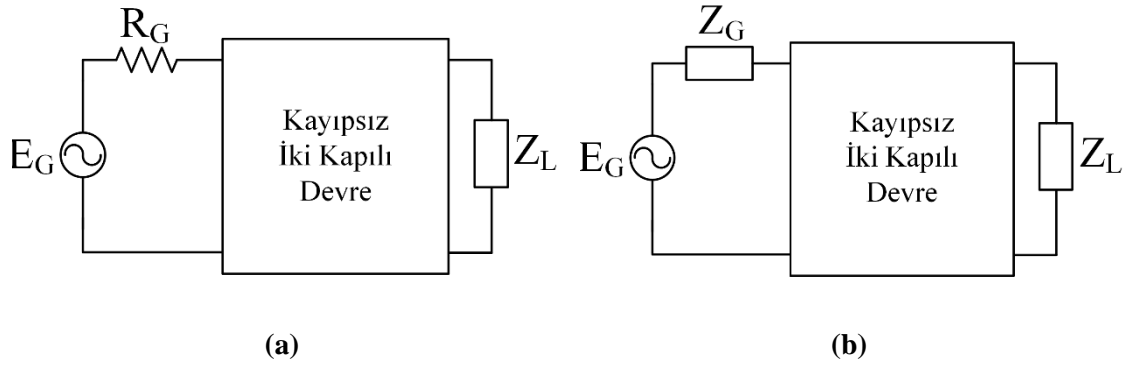 R_G
E_G
Kayıpsız
İki Kapılı
Devre
Z_L
(a)
Z_G
E_G
Kayıpsız
İki Kapılı
Devre
Z_L
(b)